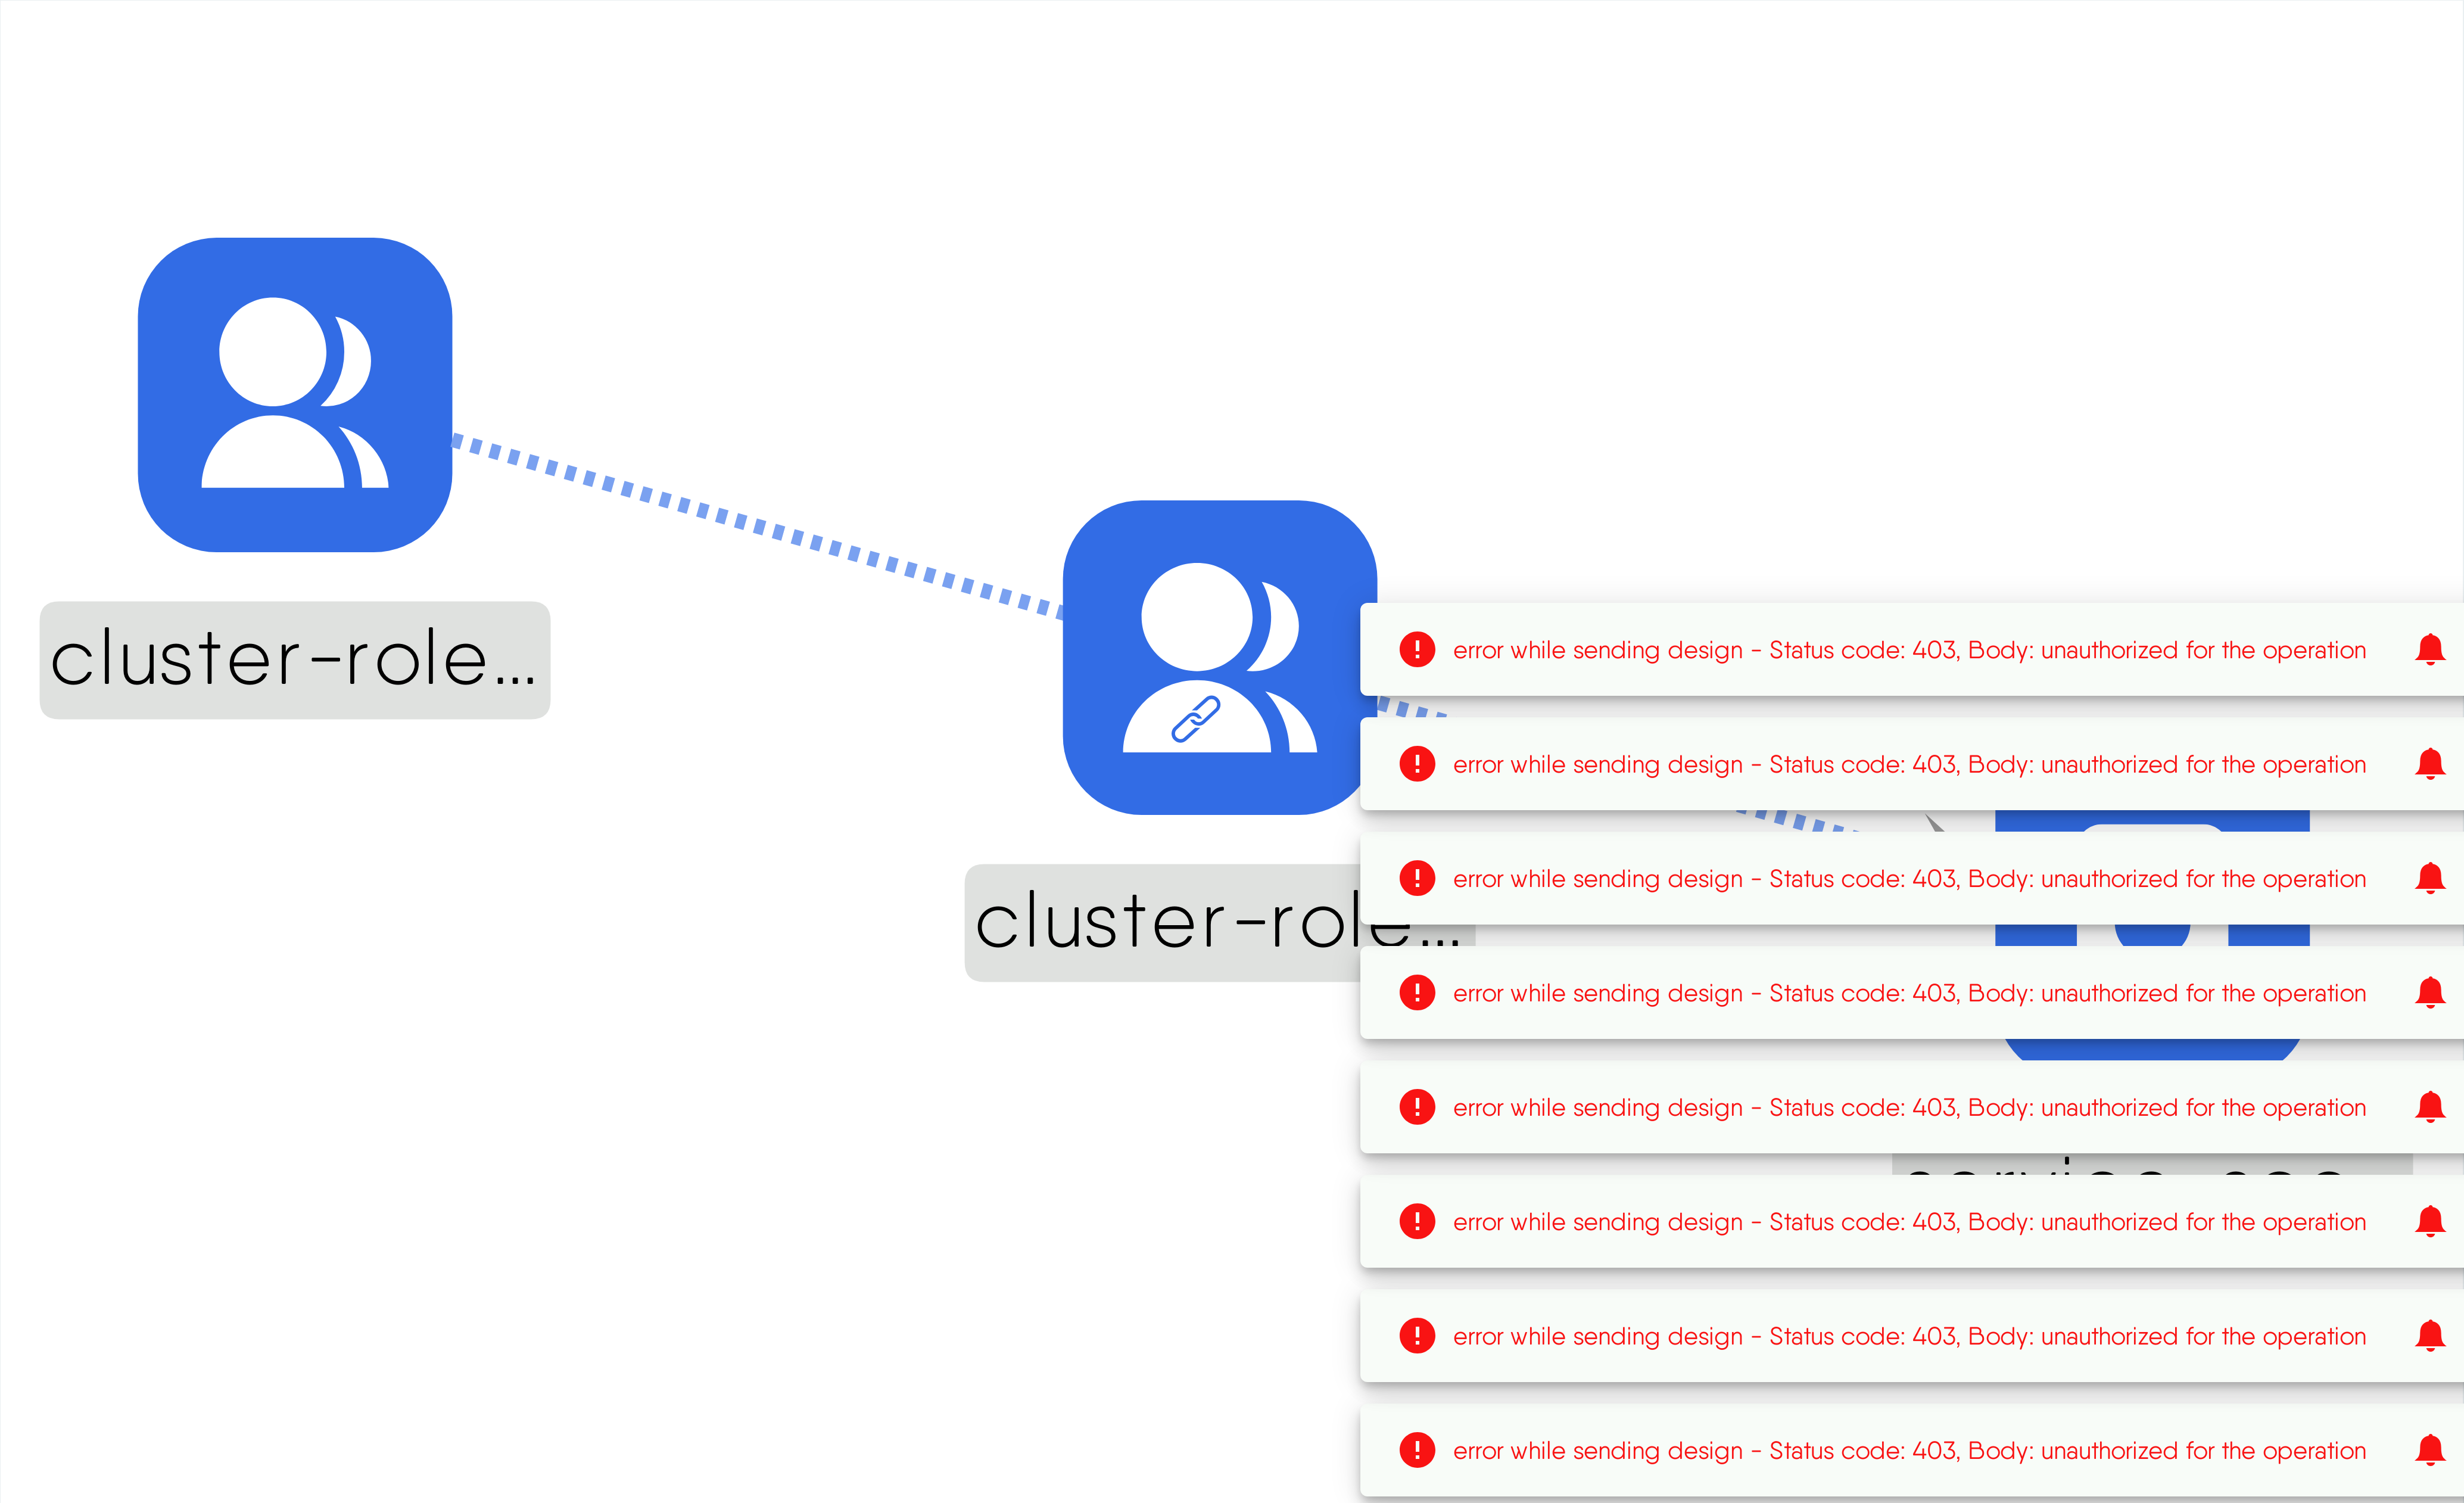 cluster-role...
cluster-role...
error while sending design - Status code: 403, Body: unauthorized for the operation
error while sending design - Status code: 403, Body: unauthorized for the operation
error while sending design - Status code: 403, Body: unauthorized for the operation
error while sending design - Status code: 403, Body: unauthorized for the operation
error while sending design - Status code: 403, Body: unauthorized for the operation
error while sending design - Status code: 403, Body: unauthorized for the operation
error while sending design - Status code: 403, Body: unauthorized for the operation
error while sending design - Status code: 403, Body: unauthorized for the operation